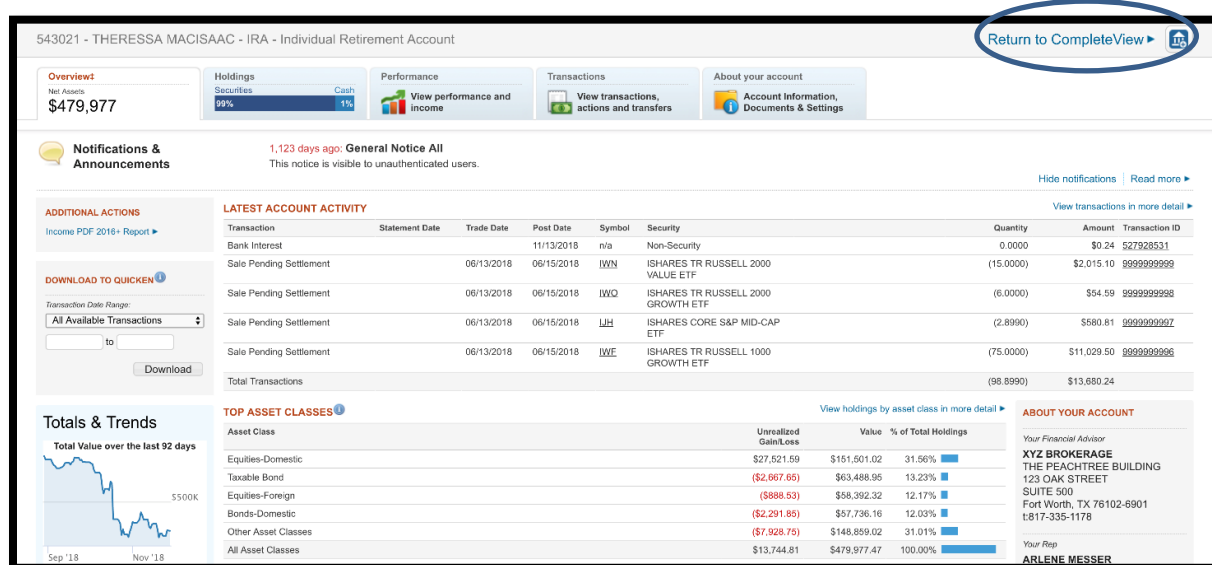 543021 - THERESSA MACISAAC - IRA - Individual Retirement Account
Return to CompleteView ►
Overview‡
Net Assets
$479,977
Holdings
Securities Cash
99% 1%
Performance
View performance and
income
Transactions
View transactions,
actions and transfers
About your account
Account Information,
Documents & Settings
Notifications &
Announcements
1,123 days ago: General Notice All
This notice is visible to unauthenticated users.
Hide notifications | Read more ►
ADDITIONAL ACTIONS
Income PDF 2016+ Report ►
DOWNLOAD TO QUICKEN
Transaction Date Range:
All Available Transactions
to
Download
LATEST ACCOUNT ACTIVITY
View transactions in more detail ►
Transaction Statement Date Trade Date Post Date Symbol Security Quantity Amount Transaction ID
Bank Interest 11/13/2018 n/a Non-Security 0.0000 $0.24 527928531
Sale Pending Settlement 06/13/2018 06/15/2018 IWN ISHARES TR RUSSELL 2000 (15.0000) $2,015.10 9999999999
VALUE ETF
Sale Pending Settlement 06/13/2018 06/15/2018 IWO ISHARES TR RUSSELL 2000 (6.0000) $54.59 9999999998
GROWTH ETF
Sale Pending Settlement 06/13/2018 06/15/2018 IJH ISHARES CORE S&P MID-CAP (2.8990) $580.81 9999999997
ETF
Sale Pending Settlement 06/13/2018 06/15/2018 IWF ISHARES TR RUSSELL 1000 (75.0000) $11,029.50 9999999996
GROWTH ETF
Total Transactions (98.8990) $13,680.24
Totals & Trends
Total Value over the last 92 days
$500K
Sep '18 Nov '18
TOP ASSET CLASSES
View holdings by asset class in more detail ►
Asset Class Unrealized Value % of Total Holdings
Gain/Loss
Equities-Domestic $27,521.59 $151,501.02 31.56%
Taxable Bond ($2,667.65) $63,488.95 13.23%
Equities-Foreign ($888.53) $58,392.32 12.17%
Bonds-Domestic ($2,291.85) $57,736.16 12.03%
Other Asset Classes ($7,928.75) $148,859.02 31.01%
All Asset Classes $13,744.81 $479,977.47 100.00%
ABOUT YOUR ACCOUNT
Your Financial Advisor
XYZ BROKERAGE
THE PEACHTREE BUILDING
123 OAK STREET
SUITE 500
Fort Worth, TX 76102-6901
t:817-335-1178
Your Rep
ARLENE MESSER